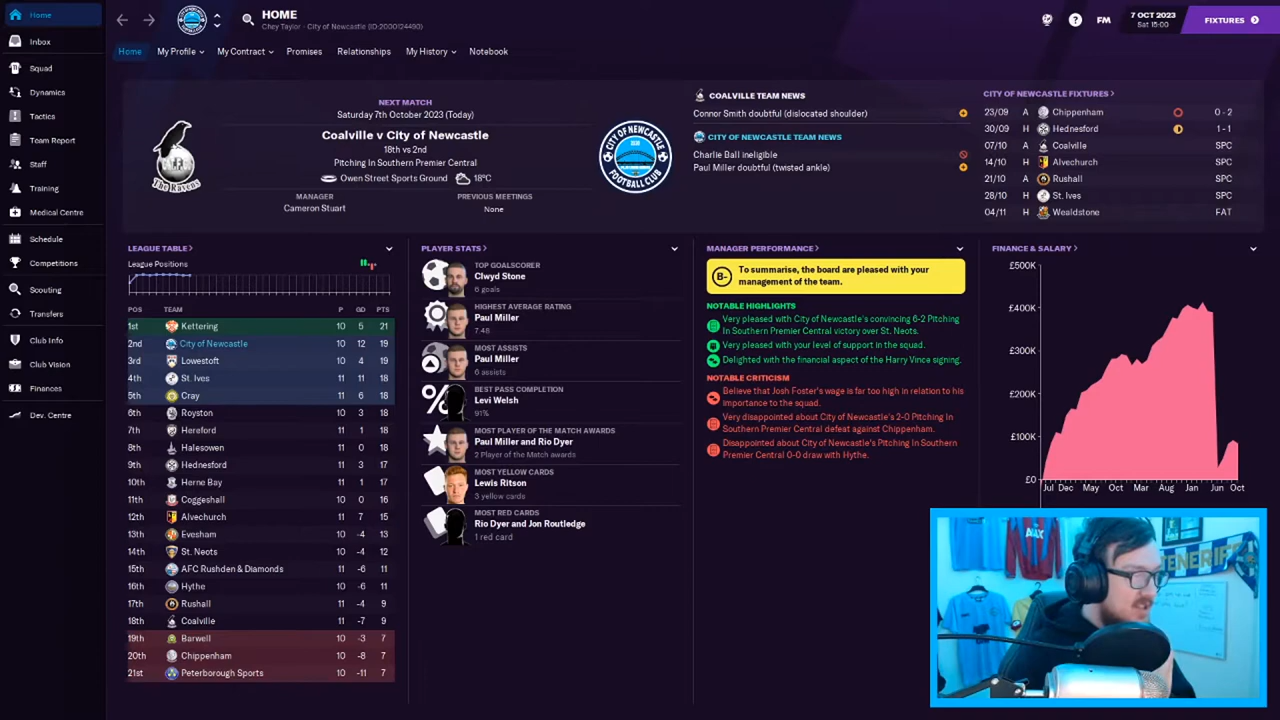 HOME
Chey Taylor - City of Newcastle (ID:2000124490)
FM
7 OCT 2023
Sat 15:00
FIXTURES
Home
Inbox
Squad
Dynamics
Tactics
Team Report
Staff
Training
Medical Centre
Schedule
Competitions
Scouting
Transfers
Club Info
Club Vision
Finances
Dev. Centre
Home
My Profile
My Contract
Promises
Relationships
My History
Notebook
The Ravens
NEXT MATCH
Saturday 7th October 2023 (Today)
Coalville v City of Newcastle
18th vs 2nd
Pitching In Southern Premier Central
Owen Street Sports Ground 18°C
MANAGER
Cameron Stuart
PREVIOUS MEETINGS
None
CITY OF NEWCASTLE
FOOTBALL CLUB
COALVILLE TEAM NEWS
Connor Smith doubtful (dislocated shoulder)
CITY OF NEWCASTLE TEAM NEWS
Charlie Ball ineligible
Paul Miller doubtful (twisted ankle)
CITY OF NEWCASTLE FIXTURES
23/09 A Chippenham 0 - 2
30/09 H Hednesford 1 - 1
07/10 A Coalville SPC
14/10 H Alvechurch SPC
21/10 A Rushall SPC
28/10 H St. Ives SPC
04/11 H Wealdstone FAT
LEAGUE TABLE
League Positions
POS TEAM P GD PTS
1st Kettering 10 5 21
2nd City of Newcastle 10 12 19
3rd Lowestoft 10 4 19
4th St. Ives 11 11 18
5th Cray 11 6 18
6th Royston 10 3 18
7th Hereford 11 1 18
8th Halesowen 11 0 18
9th Hednesford 11 3 17
10th Herne Bay 11 1 17
11th Coggeshall 10 0 16
12th Alvechurch 11 7 15
13th Evesham 10 -4 13
14th St. Neots 10 -4 12
15th AFC Rushden & Diamonds 11 -6 11
16th Hythe 10 -6 11
17th Rushall 11 -4 9
18th Coalville 11 -7 9
19th Barwell 10 -3 7
20th Chippenham 10 -8 7
21st Peterborough Sports 10 -11 7
PLAYER STATS
TOP GOALSCORER
Clwyd Stone
6 goals
HIGHEST AVERAGE RATING
Paul Miller
7.48
MOST ASSISTS
Paul Miller
6 assists
BEST PASS COMPLETION
Levi Welsh
91%
MOST PLAYER OF THE MATCH AWARDS
Paul Miller and Rio Dyer
2 Player of the Match awards
MOST YELLOW CARDS
Lewis Ritson
3 yellow cards
MOST RED CARDS
Rio Dyer and Jon Routledge
1 red card
MANAGER PERFORMANCE
B-
To summarise, the board are pleased with your
management of the team.
NOTABLE HIGHLIGHTS
Very pleased with City of Newcastle's convincing 6-2 Pitching
In Southern Premier Central victory over St. Neots.
Very pleased with your level of support in the squad.
Delighted with the financial aspect of the Harry Vince signing.
NOTABLE CRITICISM
Believe that Josh Foster's wage is far too high in relation to his
importance to the squad.
Very disappointed about City of Newcastle's 2-0 Pitching In
Southern Premier Central defeat against Chippenham.
Disappointed about City of Newcastle's Pitching In Southern
Premier Central 0-0 draw with Hythe.
FINANCE & SALARY
£500K
£400K
£300K
£200K
£100K
£0
Jul Dec May Oct Mar Aug Jan Jun Oct
TENERIFE